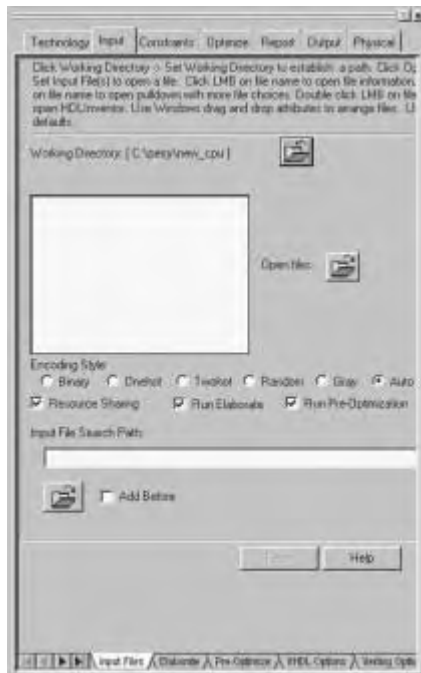 Technology Input Constraints Optimize Report Output Physical
Click Working Directory -> Set Working Directory to establish a path. Click Op
Set Input File(s) to open a file. Click LMB on file name to open file information.
on file name to open pulldown with more file choices. Double click LMB on file
open HDLInventor. Use Windows drag and drop attributes to arrange files. U
defaults.
Working Directory: [ C:\perry\new_cpu ]
Open files:
Encoding Style
Binary Onehot Twohot Random Gray Auto
Resource Sharing Run Elaborate Run Pre-Optimization
Input File Search Path:
Add Before
Help
Input Files Elaborate Pre-Optimize VHDL Options Verilog Optio